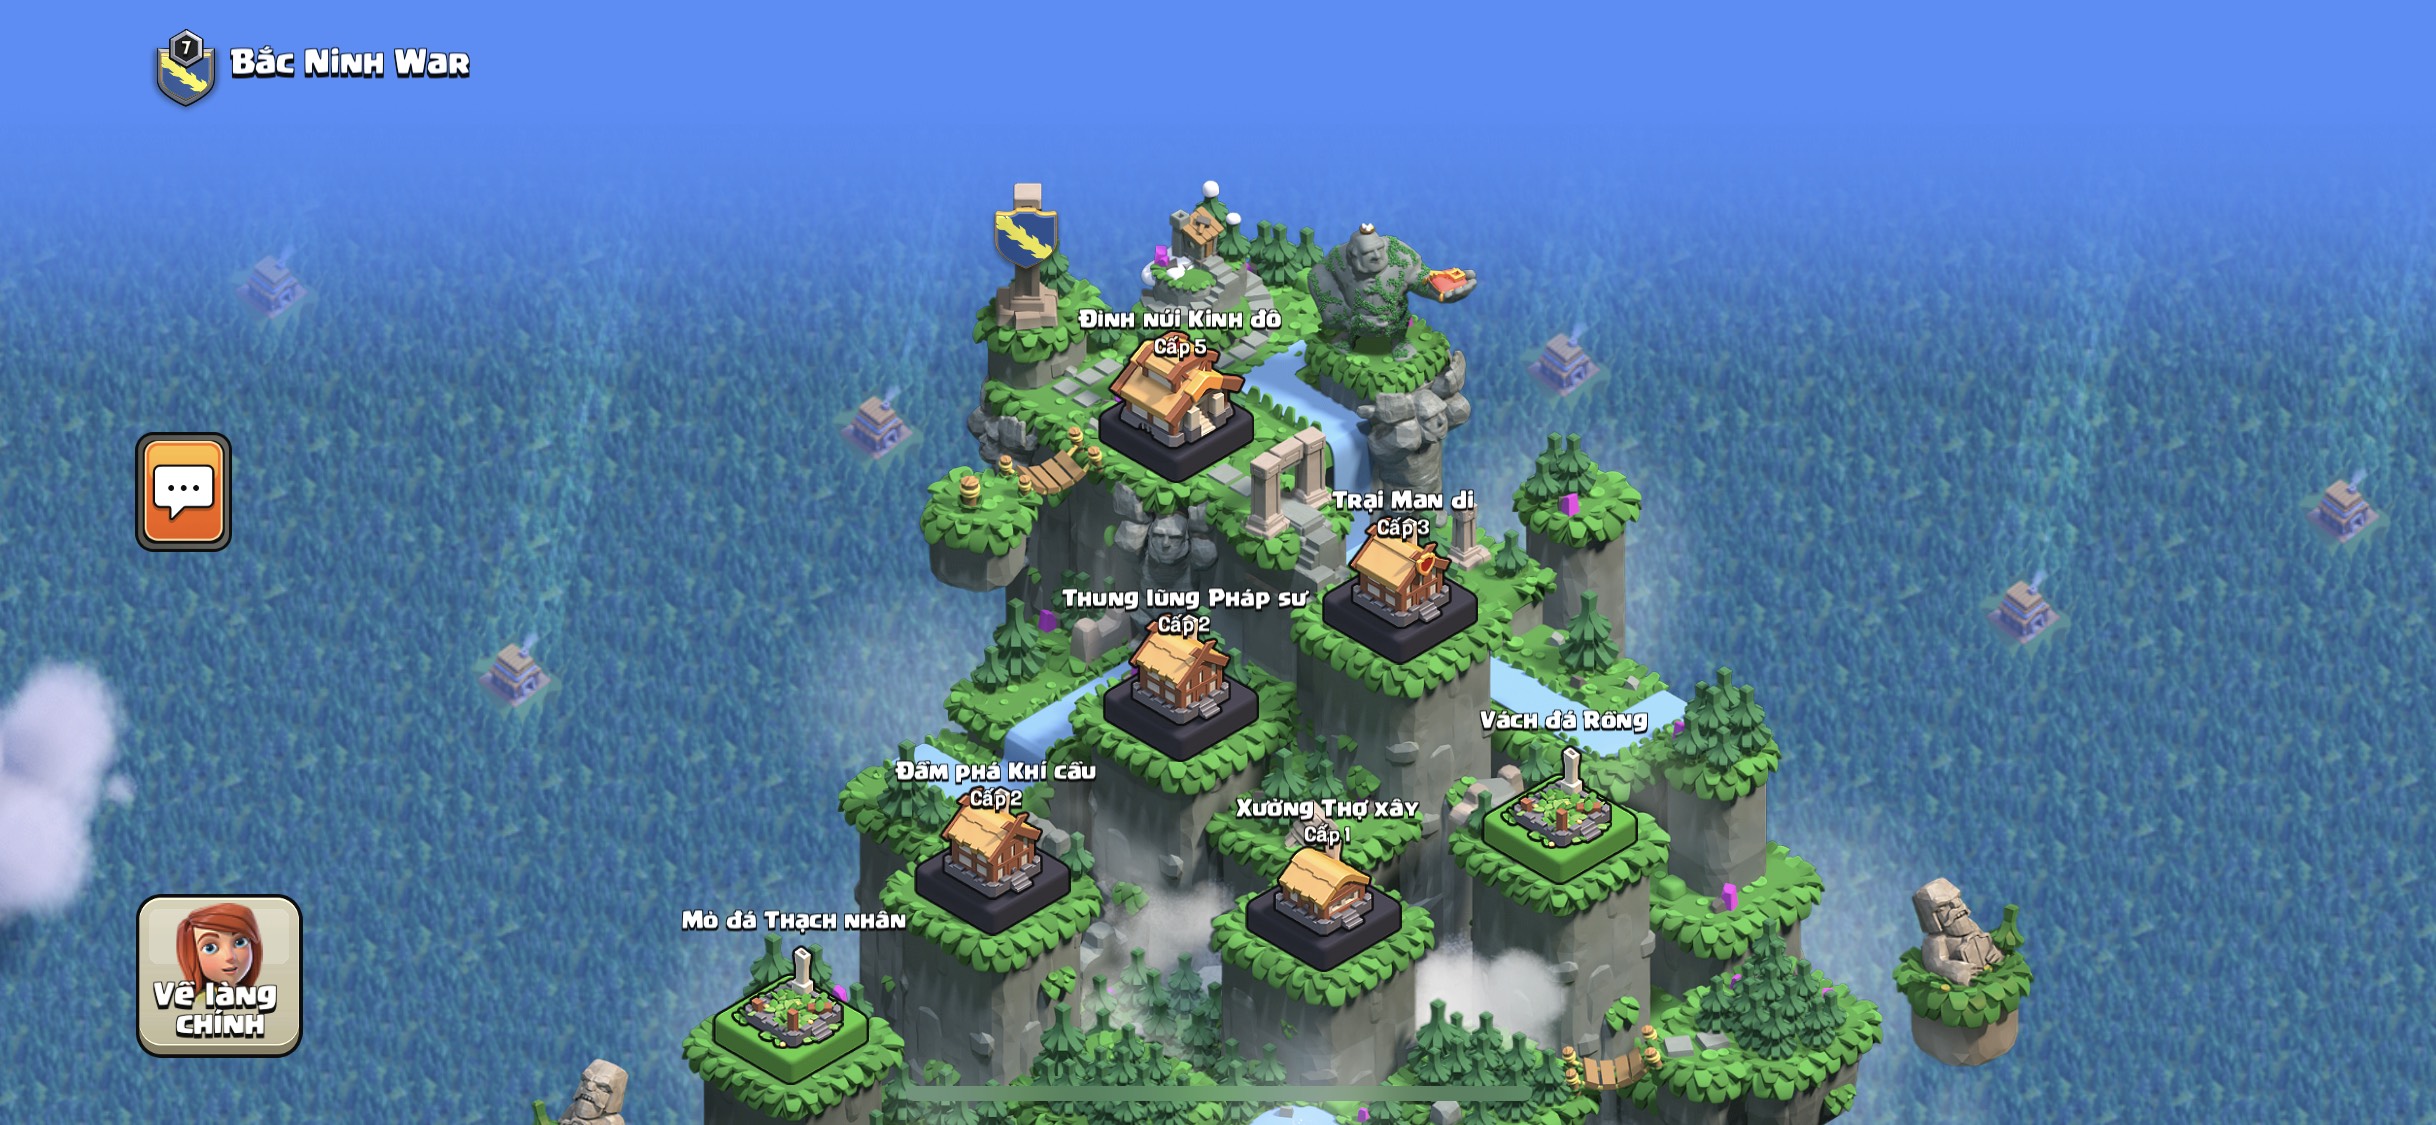 7
Bắc Ninh War
Đỉnh núi Kinh đô
Cấp 5
Trại Man di
Cấp 3
Thung lũng Pháp sư
Cấp 2
Vách đá Rồng
Đầm phá Khí cầu
Cấp 2
Xưởng Thợ xây
Cấp 1
Mỏ đá Thạch nhân
Về làng
chính